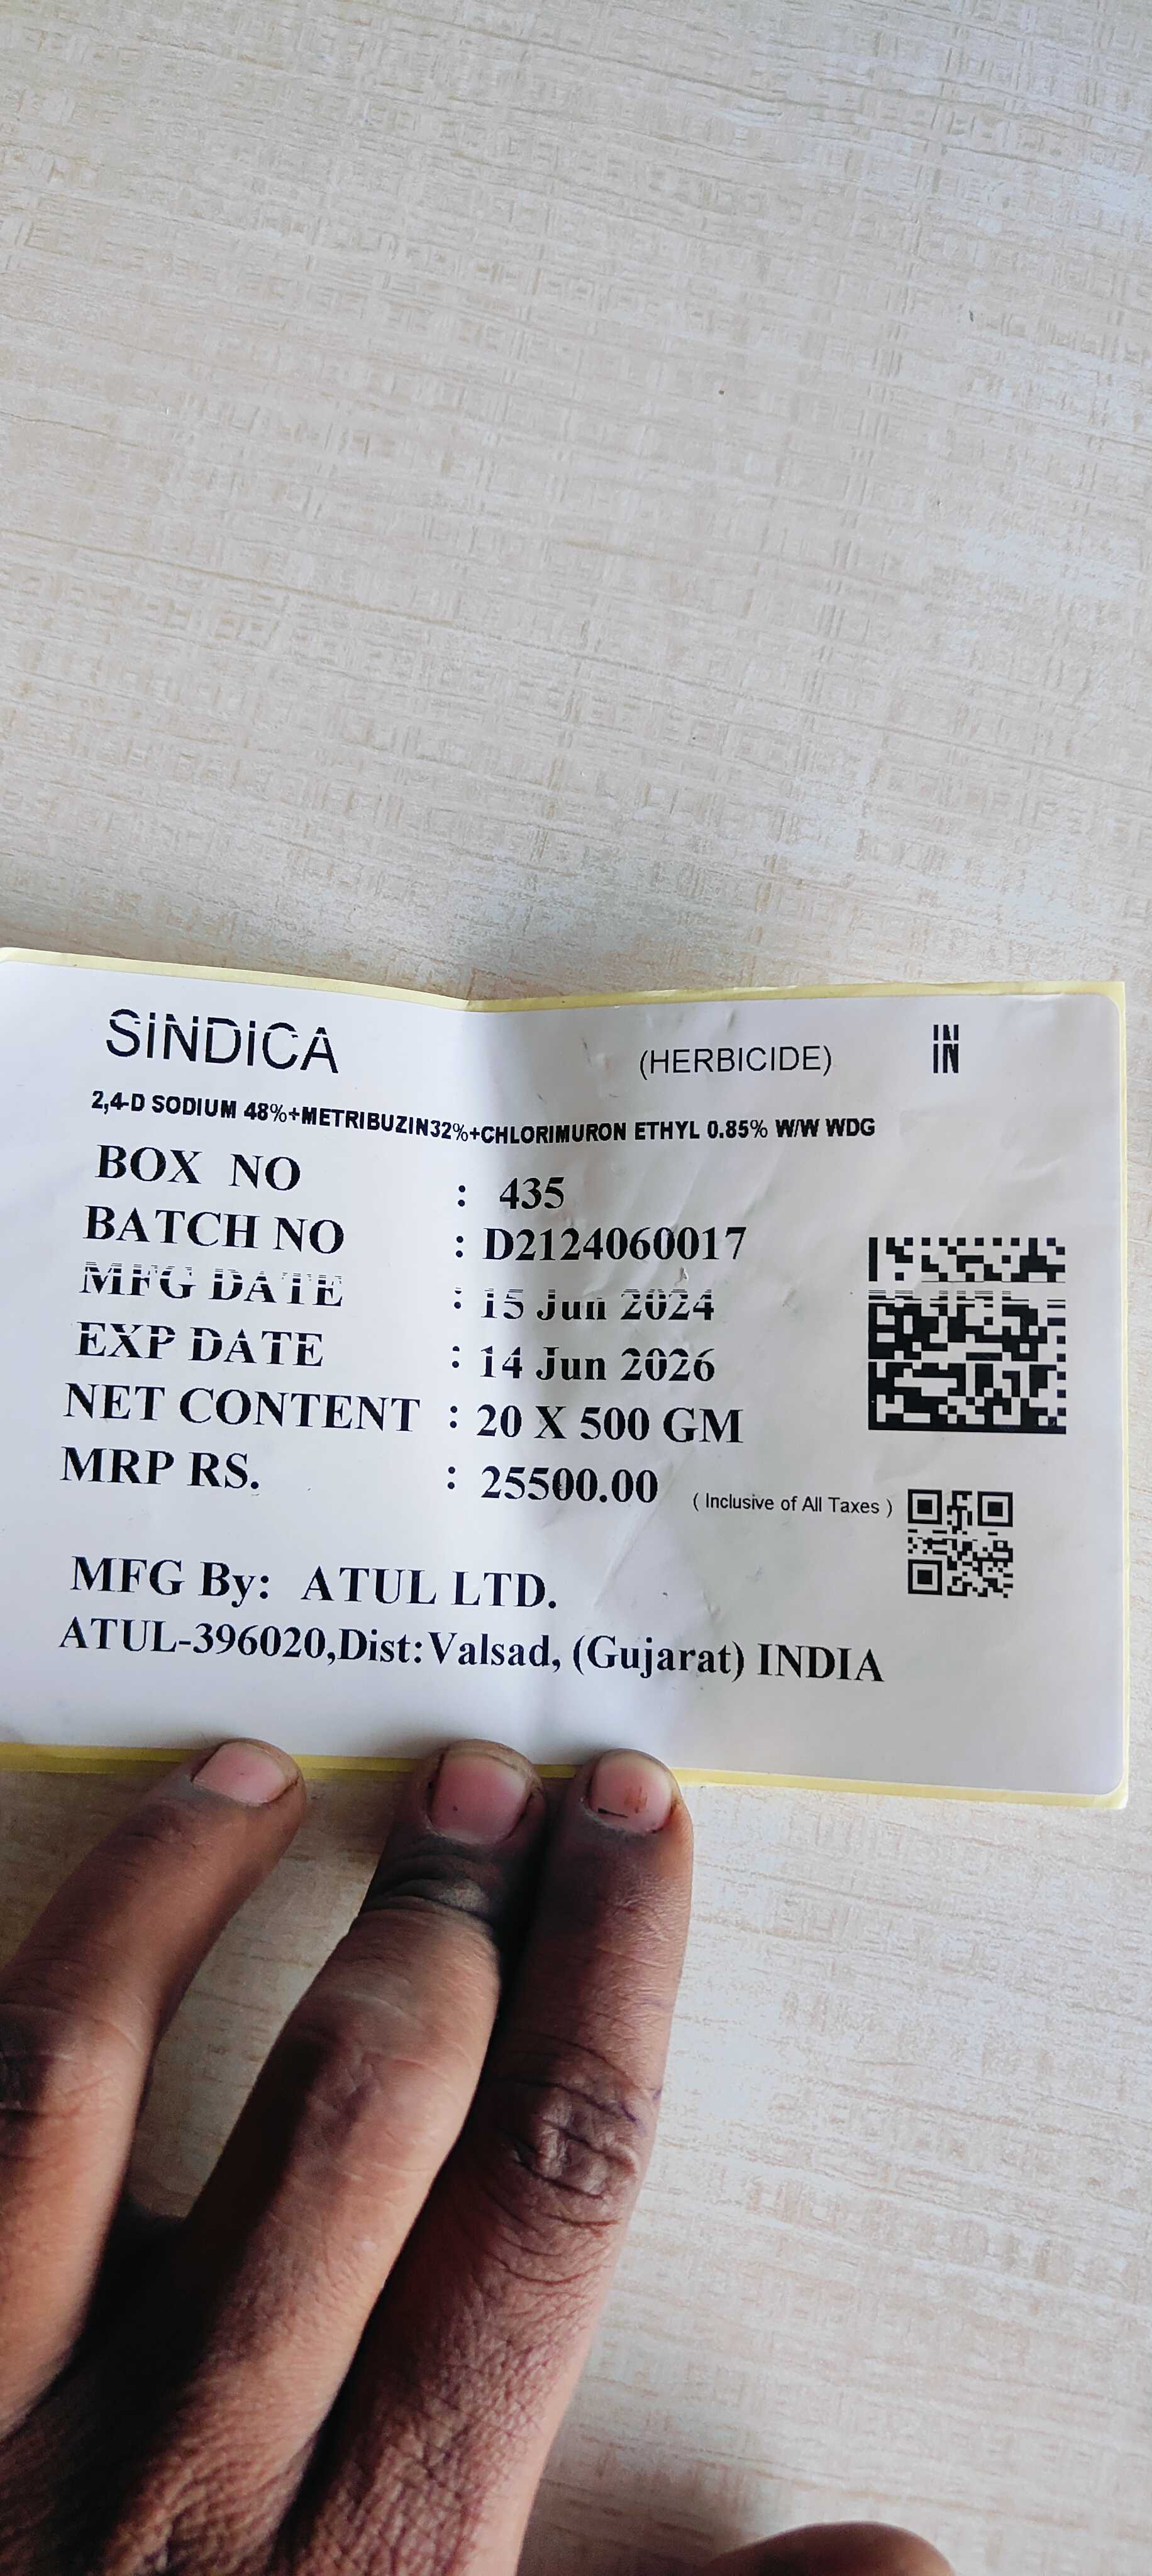 SiNDiCA (HERBICIDE) IN
2,4-D SODIUM 48%+METRIBUZIN32%+CHLORIMURON ETHYL 0.85% W/W WDG
BOX NO : 435
BATCH NO : D2124060017
MFG DATE : 15 Jun 2024
EXP DATE : 14 Jun 2026
NET CONTENT : 20 X 500 GM
MRP RS. : 25500.00 ( Inclusive of All Taxes )
MFG By: ATUL LTD.
ATUL-396020,Dist:Valsad, (Gujarat) INDIA